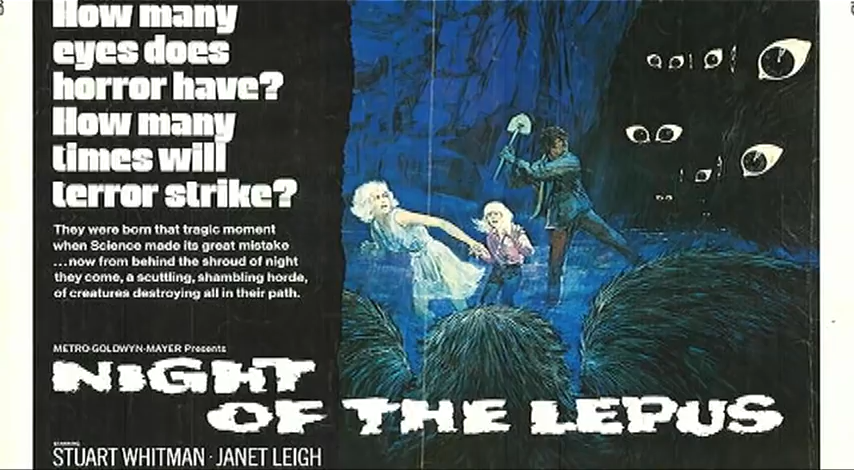 How many
eyes does
horror have?
How many
times will
terror strike?
They were born that tragic moment
when Science made its great mistake
...now from behind the shroud of night
they come, a scuttling, shambling horde,
of creatures destroying all in their path.
METRO-GOLDWYN-MAYER Presents
NIGHT
OF THE LEPUS
STARRING
STUART WHITMAN · JANET LEIGH